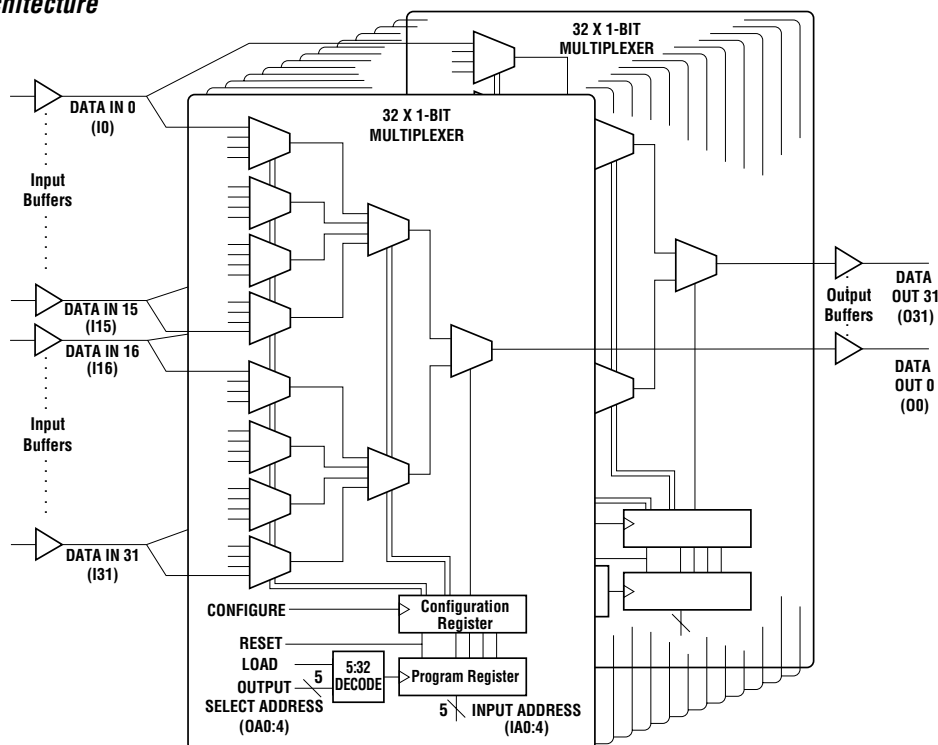 chitecture
32 X 1-BIT
MULTIPLEXER
32 X 1-BIT
MULTIPLEXER
DATA IN 0
(I0)
Input
Buffers
DATA IN 15
(I15)
DATA IN 16
(I16)
Input
Buffers
DATA IN 31
(I31)
Output
Buffers
DATA
OUT 31
(O31)
DATA
OUT 0
(O0)
CONFIGURE
Configuration
Register
RESET
LOAD
OUTPUT
SELECT ADDRESS
(OA0:4)
5
5:32
DECODE
Program Register
5
INPUT ADDRESS
(IA0:4)